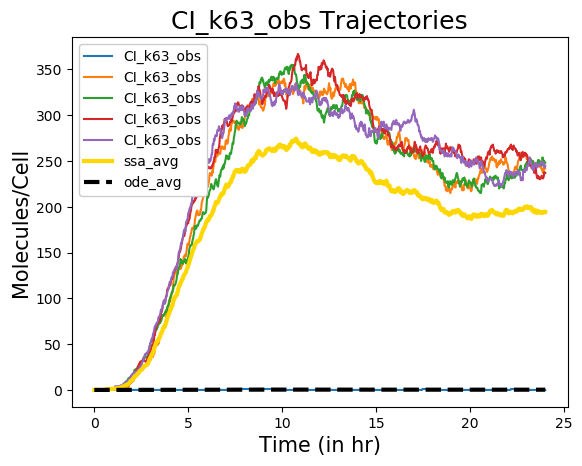 CI_k63_obs Trajectories
CI_k63_obs
CI_k63_obs
CI_k63_obs
CI_k63_obs
CI_k63_obs
ssa_avg
ode_avg
Molecules/Cell
350
300
250
200
150
100
50
0
0 5 10 15 20 25
Time (in hr)